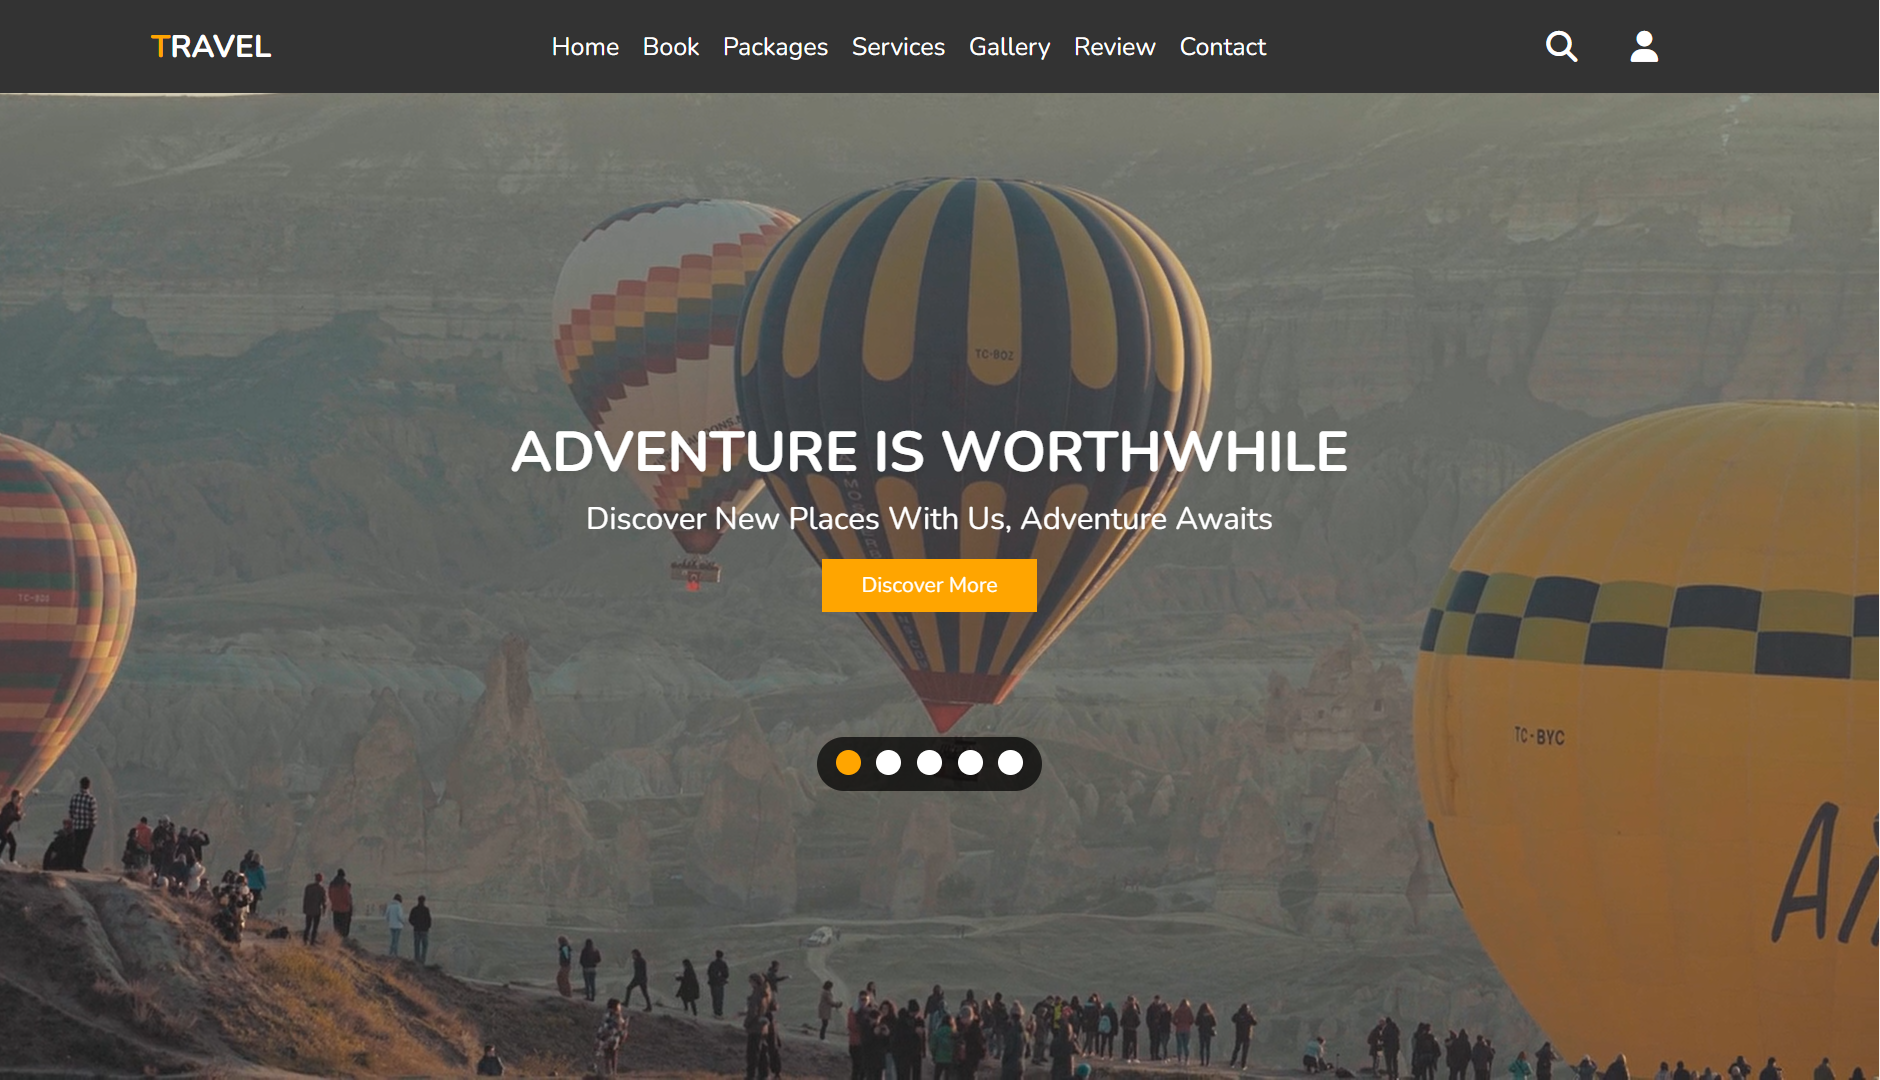 TRAVEL
Home Book Packages Services Gallery Review Contact
TC-BOZ
ADVENTURE IS WORTHWHILE
Discover New Places With Us, Adventure Awaits
Discover More
TC-BYC